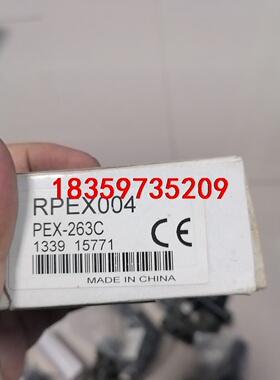 18359735209
RPEX004
PEX-263C
1339 15771
CE
MADE IN CHINA